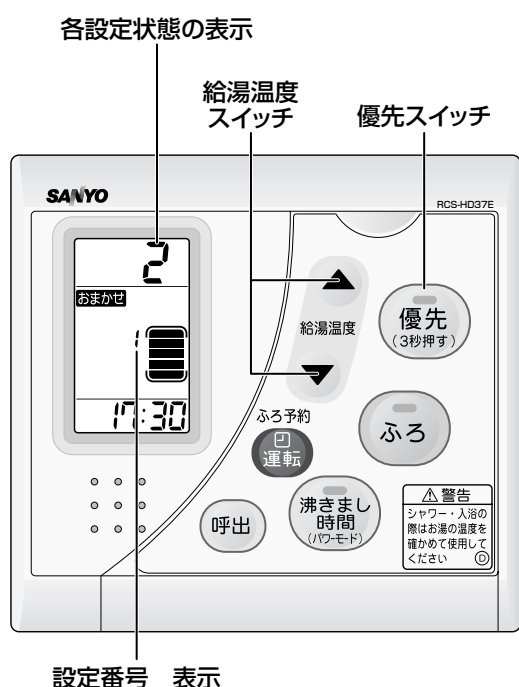 各設定状態の表示
給湯温度
スイッチ
優先スイッチ
SANYO
RCS-HD37E
2
おまかせ
1
17:30
給湯温度
優先
(3秒押す)
ふろ予約
運転
ふろ
呼出
沸きまし
時間
(パワーモード)
警告
シャワー・入浴の
際はお湯の温度を
確かめて使用して
ください Ⓓ
設定番号 表示